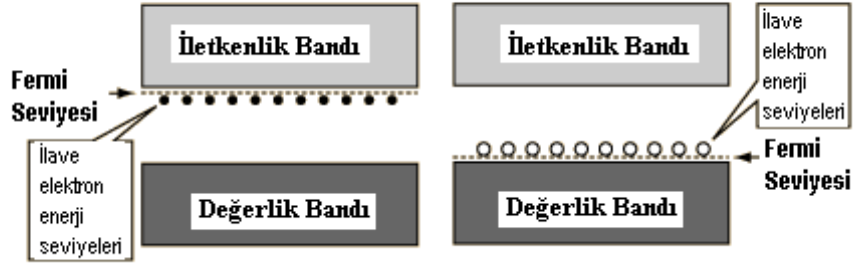 İletkenlik Bandı
Fermi
Seviyesi
İlave
elektron
enerji
seviyeleri
Değerlik Bandı
İletkenlik Bandı
İlave
elektron
enerji
seviyeleri
Fermi
Seviyesi
Değerlik Bandı